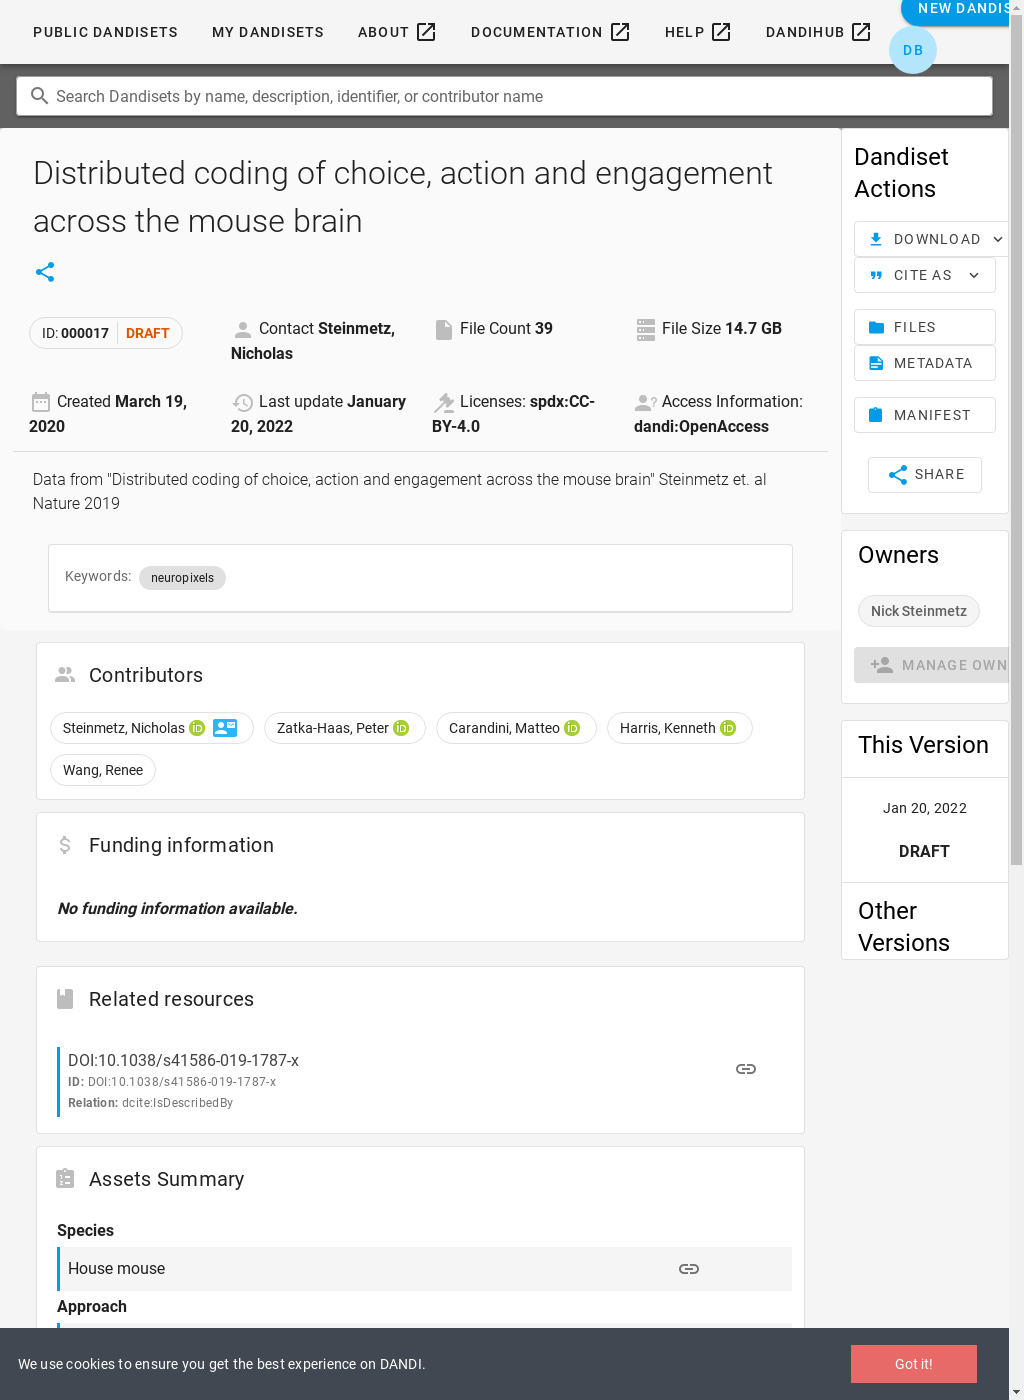 NEW DANDIS
PUBLIC DANDISETS MY DANDISETS ABOUT DOCUMENTATION HELP DANDIHUB
DB
Search Dandisets by name, description, identifier, or contributor name
Distributed coding of choice, action and engagement
across the mouse brain
ID: 000017 DRAFT
Contact Steinmetz,
Nicholas
File Count 39
File Size 14.7 GB
Created March 19,
2020
Last update January
20, 2022
Licenses: spdx:CC-
BY-4.0
Access Information:
dandi:OpenAccess
Data from "Distributed coding of choice, action and engagement across the mouse brain" Steinmetz et. al
Nature 2019
Keywords: neuropixels
Contributors
Steinmetz, Nicholas iD Zatka-Haas, Peter iD Carandini, Matteo iD Harris, Kenneth iD
Wang, Renee
Funding information
No funding information available.
Related resources
DOI:10.1038/s41586-019-1787-x
ID: DOI:10.1038/s41586-019-1787-x
Relation: dcite:IsDescribedBy
Assets Summary
Species
House mouse
Approach
Dandiset
Actions
DOWNLOAD
CITE AS
FILES
METADATA
MANIFEST
SHARE
Owners
Nick Steinmetz
MANAGE OWN
This Version
Jan 20, 2022
DRAFT
Other
Versions
We use cookies to ensure you get the best experience on DANDI.
Got it!